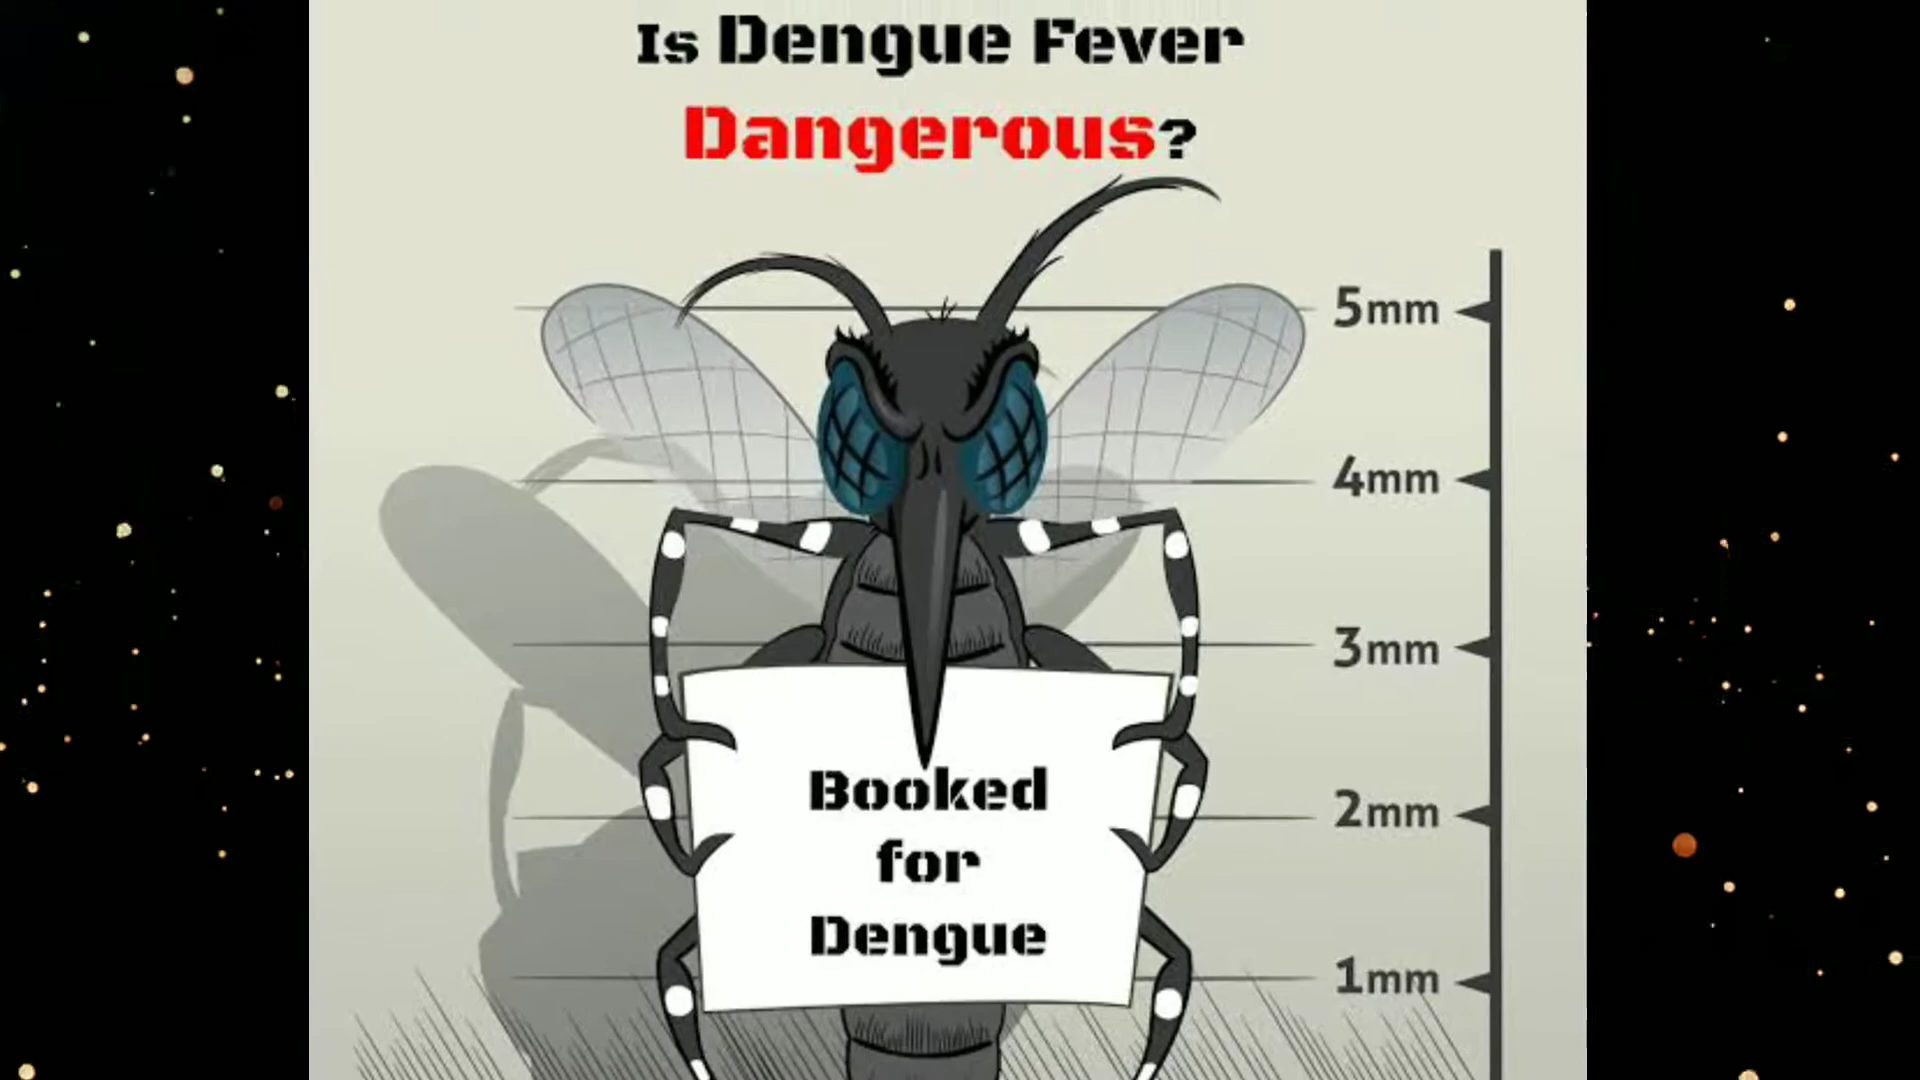 Is Dengue Fever
Dangerous?
5mm
4mm
3mm
2mm
1mm
Booked
for
Dengue